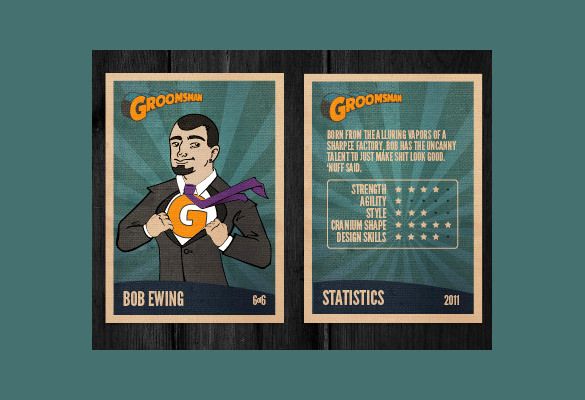 GROOMSMAN
BOB EWING
6of6
GROOMSMAN
BORN FROM THE ALLURING VAPORS OF A
SHARPEE FACTORY, BOB HAS THE UNCANNY
TALENT TO JUST MAKE SHIT LOOK GOOD.
'NUFF SAID.
STRENGTH
AGILITY
STYLE
CRANIUM SHAPE
DESIGN SKILLS
STATISTICS
2011